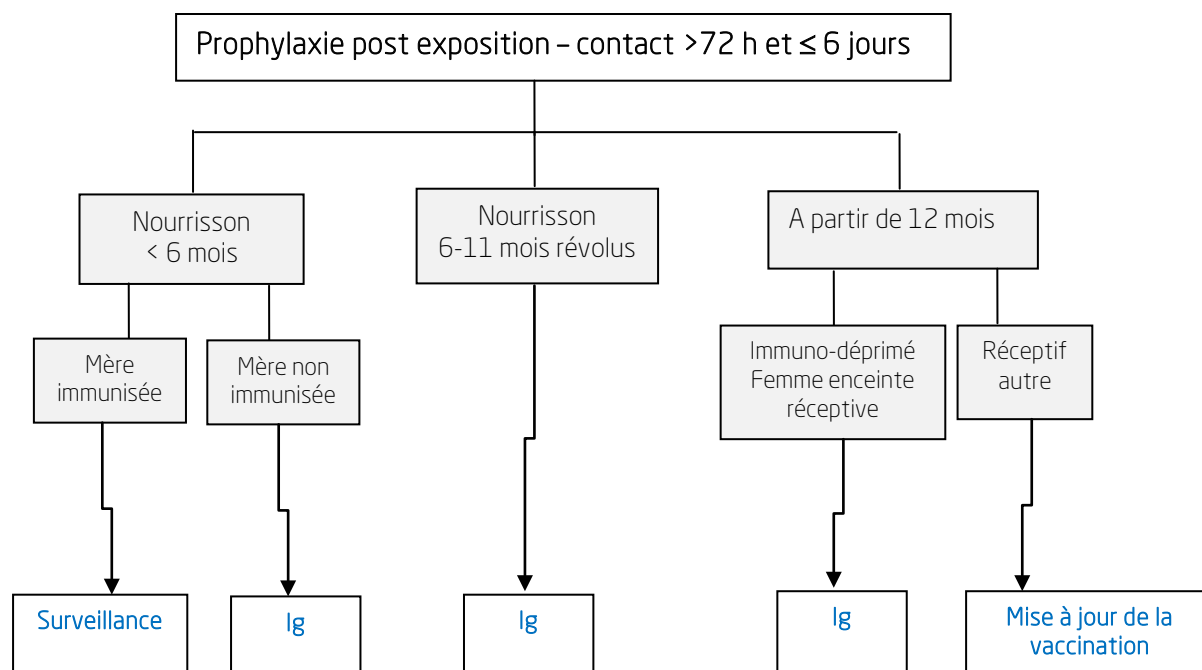 Prophylaxie post exposition – contact >72 h et ≤ 6 jours
Nourrisson
< 6 mois
Nourrisson
6-11 mois révolus
A partir de 12 mois
Mère
immunisée
Mère non
immunisée
Immuno-déprimé
Femme enceinte
réceptive
Réceptif
autre
Surveillance
Ig
Ig
Ig
Mise à jour de la
vaccination